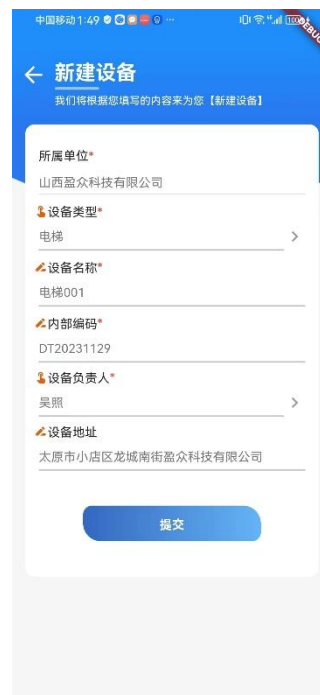 中国移动1:49
100
DEBUG
新建设备
我们将根据您填写的内容来为您【新建设备】
所属单位*
山西盈众科技有限公司
设备类型*
电梯
设备名称*
电梯001
内部编码*
DT20231129
设备负责人*
吴照
设备地址
太原市小店区龙城南街盈众科技有限公司
提交